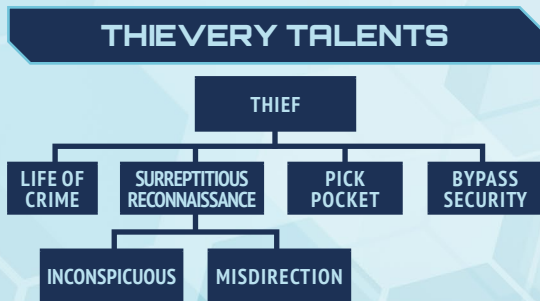 THIEVERY TALENTS
THIEF
LIFE OF
CRIME
SURREPTITIOUS
RECONNAISSANCE
PICK
POCKET
BYPASS
SECURITY
INCONSPICUOUS
MISDIRECTION